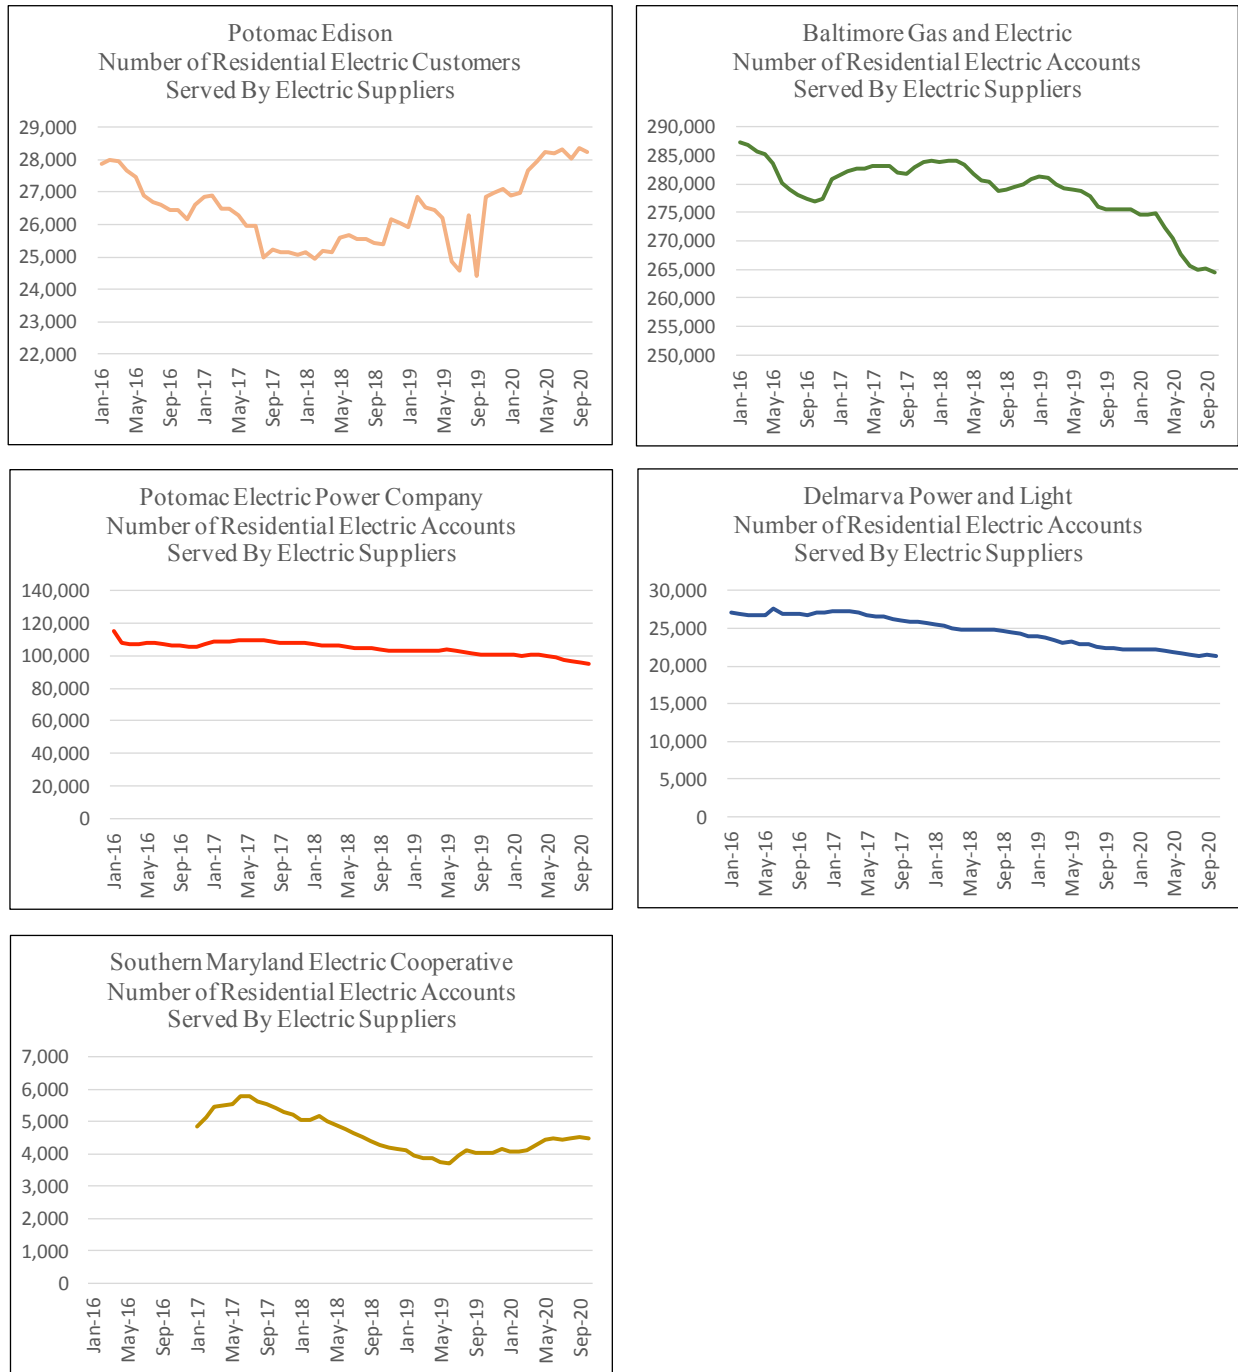 Potomac Edison
Number of Residential Electric Customers
Served By Electric Suppliers
29,000
28,000
27,000
26,000
25,000
24,000
23,000
22,000
Jan-16
May-16
Sep-16
Jan-17
May-17
Sep-17
Jan-18
May-18
Sep-18
Jan-19
May-19
Sep-19
Jan-20
May-20
Sep-20
Baltimore Gas and Electric
Number of Residential Electric Accounts
Served By Electric Suppliers
290,000
285,000
280,000
275,000
270,000
265,000
260,000
255,000
250,000
Jan-16
May-16
Sep-16
Jan-17
May-17
Sep-17
Jan-18
May-18
Sep-18
Jan-19
May-19
Sep-19
Jan-20
May-20
Sep-20
Potomac Electric Power Company
Number of Residential Electric Accounts
Served By Electric Suppliers
140,000
120,000
100,000
80,000
60,000
40,000
20,000
0
Jan-16
May-16
Sep-16
Jan-17
May-17
Sep-17
Jan-18
May-18
Sep-18
Jan-19
May-19
Sep-19
Jan-20
May-20
Sep-20
Delmarva Power and Light
Number of Residential Electric Accounts
Served By Electric Suppliers
30,000
25,000
20,000
15,000
10,000
5,000
0
Jan-16
May-16
Sep-16
Jan-17
May-17
Sep-17
Jan-18
May-18
Sep-18
Jan-19
May-19
Sep-19
Jan-20
May-20
Sep-20
Southern Maryland Electric Cooperative
Number of Residential Electric Accounts
Served By Electric Suppliers
7,000
6,000
5,000
4,000
3,000
2,000
1,000
0
Jan-16
May-16
Sep-16
Jan-17
May-17
Sep-17
Jan-18
May-18
Sep-18
Jan-19
May-19
Sep-19
Jan-20
May-20
Sep-20